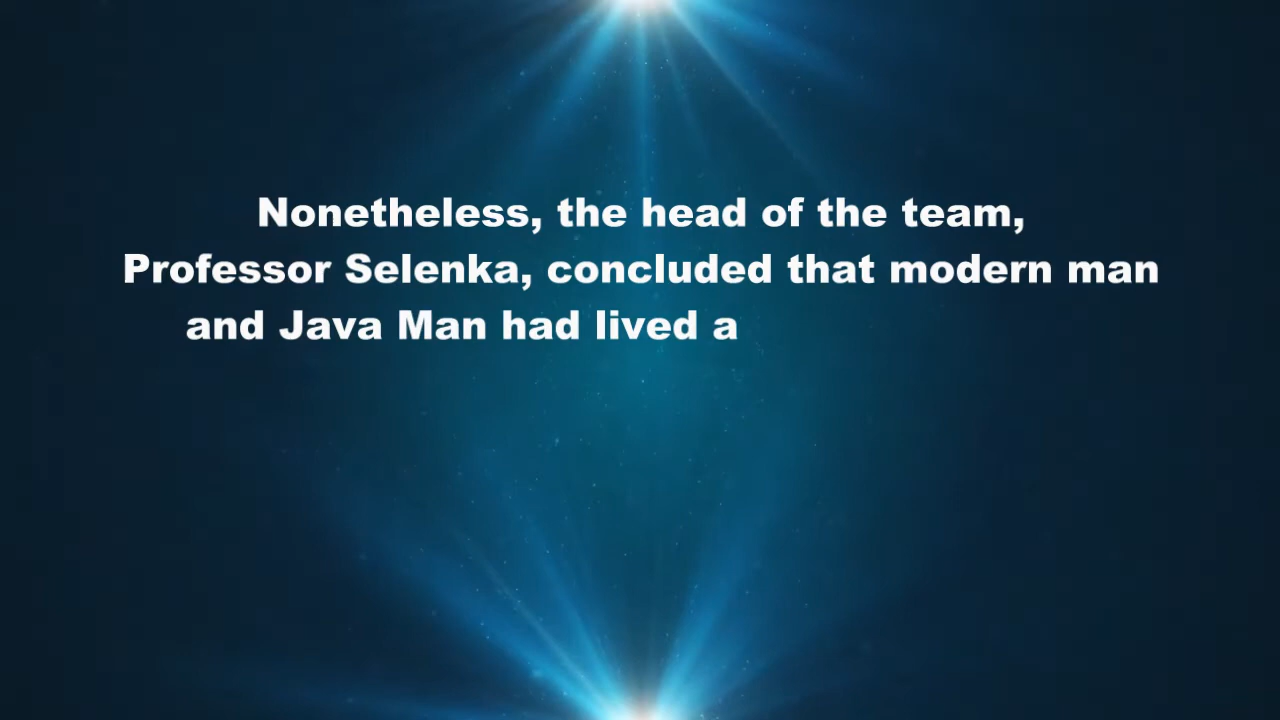 Nonetheless, the head of the team,
Professor Selenka, concluded that modern man
and Java Man had lived a